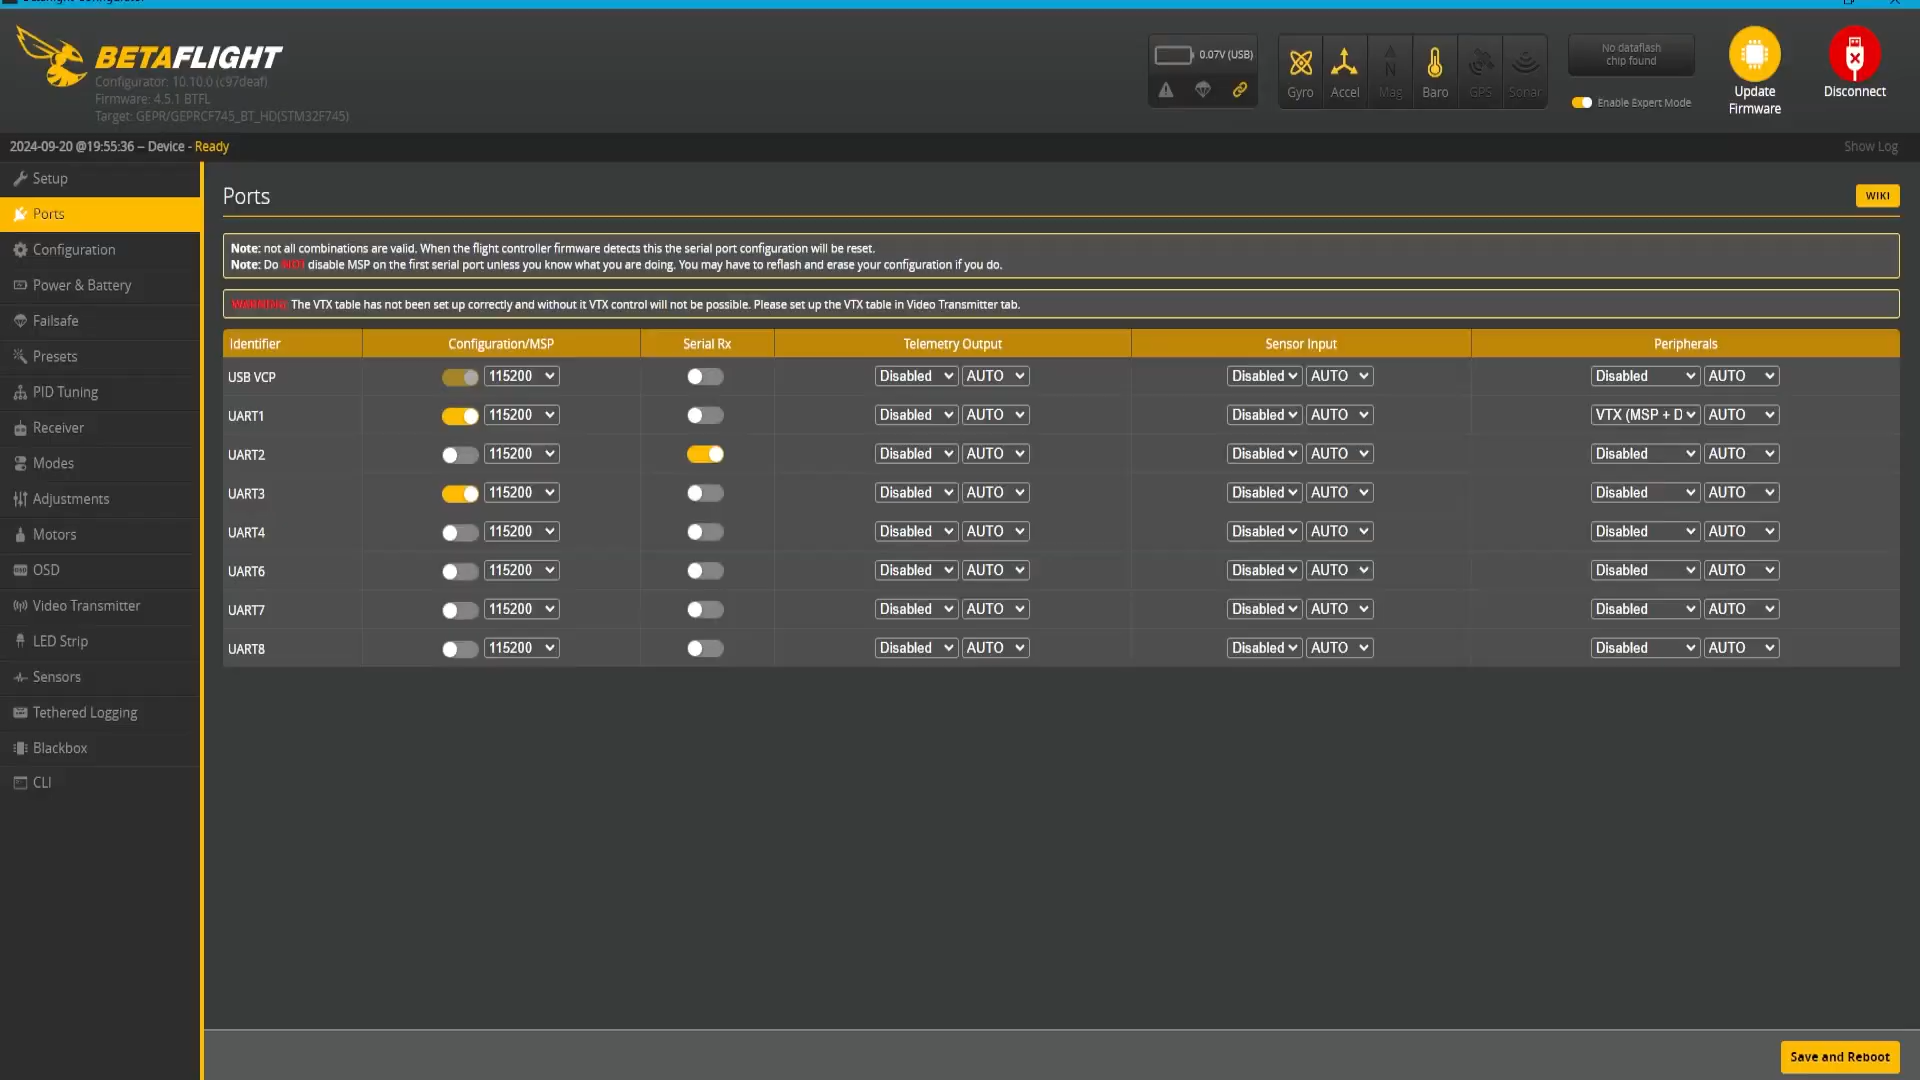 BETAFLIGHT
Configurator: 10.10.0 (c97deaf)
Firmware: 4.5.1 BTFL
Target: GEPR/GEPRCF745_BT_HD(STM32F745)
0.07V (USB)
Gyro Accel Mag Baro GPS Sonar
No dataflash
chip found
Enable Expert Mode
Update
Firmware
Disconnect
2024-09-20 @19:55:36 -- Device - Ready
Show Log
Setup
Ports
Configuration
Power & Battery
Failsafe
Presets
PID Tuning
Receiver
Modes
Adjustments
Motors
OSD
Video Transmitter
LED Strip
Sensors
Tethered Logging
Blackbox
CLI
Ports
WIKI
Note: not all combinations are valid. When the flight controller firmware detects this the serial port configuration will be reset.
Note: Do NOT disable MSP on the first serial port unless you know what you are doing. You may have to reflash and erase your configuration if you do.
The VTX table has not been set up correctly and without it VTX control will not be possible. Please set up the VTX table in Video Transmitter tab.
Identifier Configuration/MSP Serial Rx Telemetry Output Sensor Input Peripherals
USB VCP 115200 Disabled AUTO Disabled AUTO Disabled AUTO
UART1 115200 Disabled AUTO Disabled AUTO VTX (MSP + D AUTO
UART2 115200 Disabled AUTO Disabled AUTO Disabled AUTO
UART3 115200 Disabled AUTO Disabled AUTO Disabled AUTO
UART4 115200 Disabled AUTO Disabled AUTO Disabled AUTO
UART6 115200 Disabled AUTO Disabled AUTO Disabled AUTO
UART7 115200 Disabled AUTO Disabled AUTO Disabled AUTO
UART8 115200 Disabled AUTO Disabled AUTO Disabled AUTO
Save and Reboot